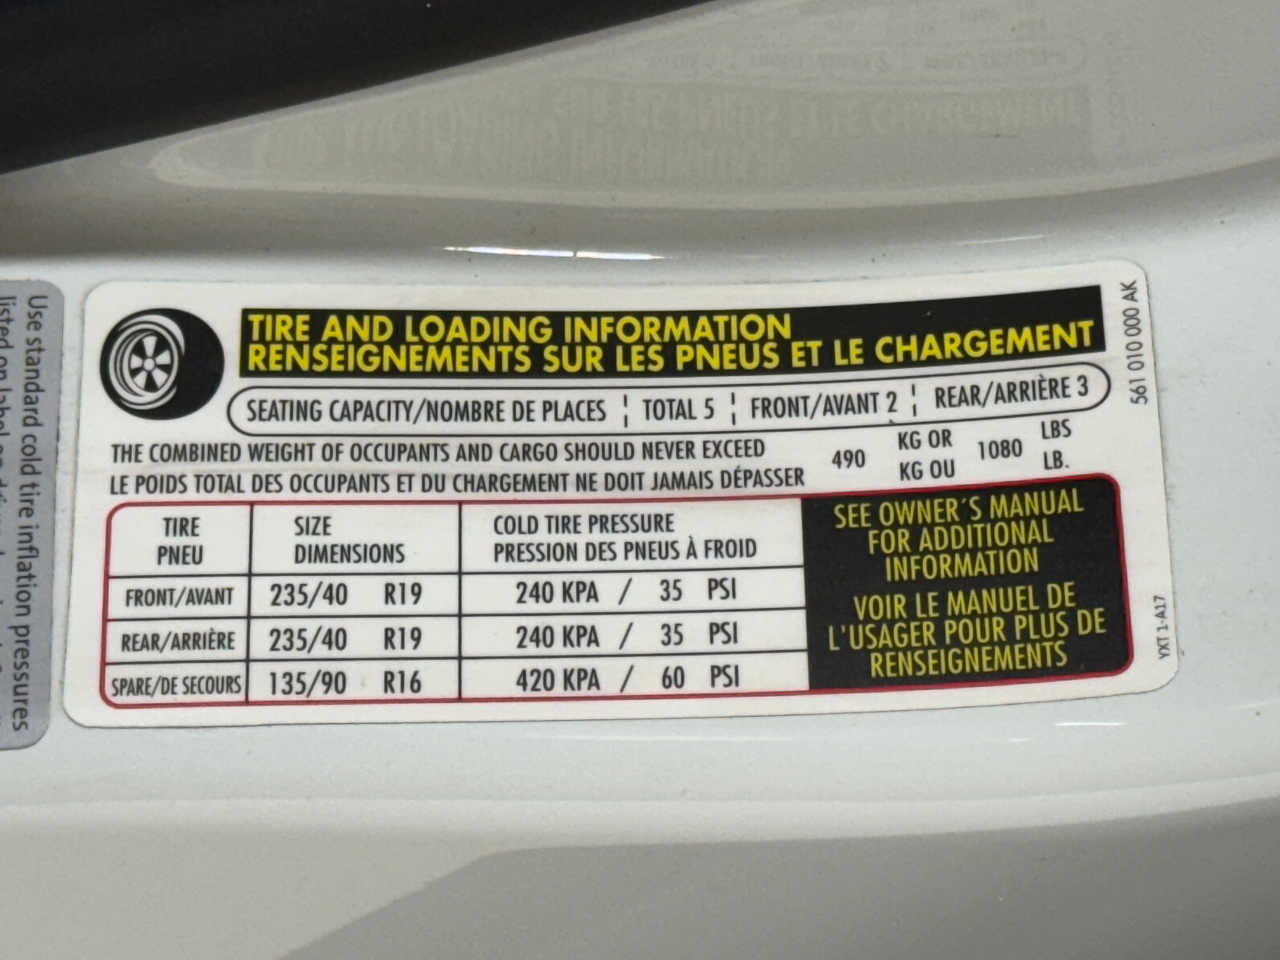 TIRE AND LOADING INFORMATION
RENSEIGNEMENTS SUR LES PNEUS ET LE CHARGEMENT
SEATING CAPACITY/NOMBRE DE PLACES ¦ TOTAL 5 ¦ FRONT/AVANT 2 ¦ REAR/ARRIÈRE 3
THE COMBINED WEIGHT OF OCCUPANTS AND CARGO SHOULD NEVER EXCEED
LE POIDS TOTAL DES OCCUPANTS ET DU CHARGEMENT NE DOIT JAMAIS DÉPASSER
490 KG OR 1080 LBS
KG OU LB.
TIRE SIZE COLD TIRE PRESSURE
PNEU DIMENSIONS PRESSION DES PNEUS À FROID
FRONT/AVANT 235/40 R19 240 KPA / 35 PSI
REAR/ARRIÈRE 235/40 R19 240 KPA / 35 PSI
SPARE/DE SECOURS 135/90 R16 420 KPA / 60 PSI
SEE OWNER´S MANUAL
FOR ADDITIONAL
INFORMATION
VOIR LE MANUEL DE
L'USAGER POUR PLUS DE
RENSEIGNEMENTS
561 010 000 AK
YXT 1-A17
Use standard cold tire inflation pressures
listed on label on